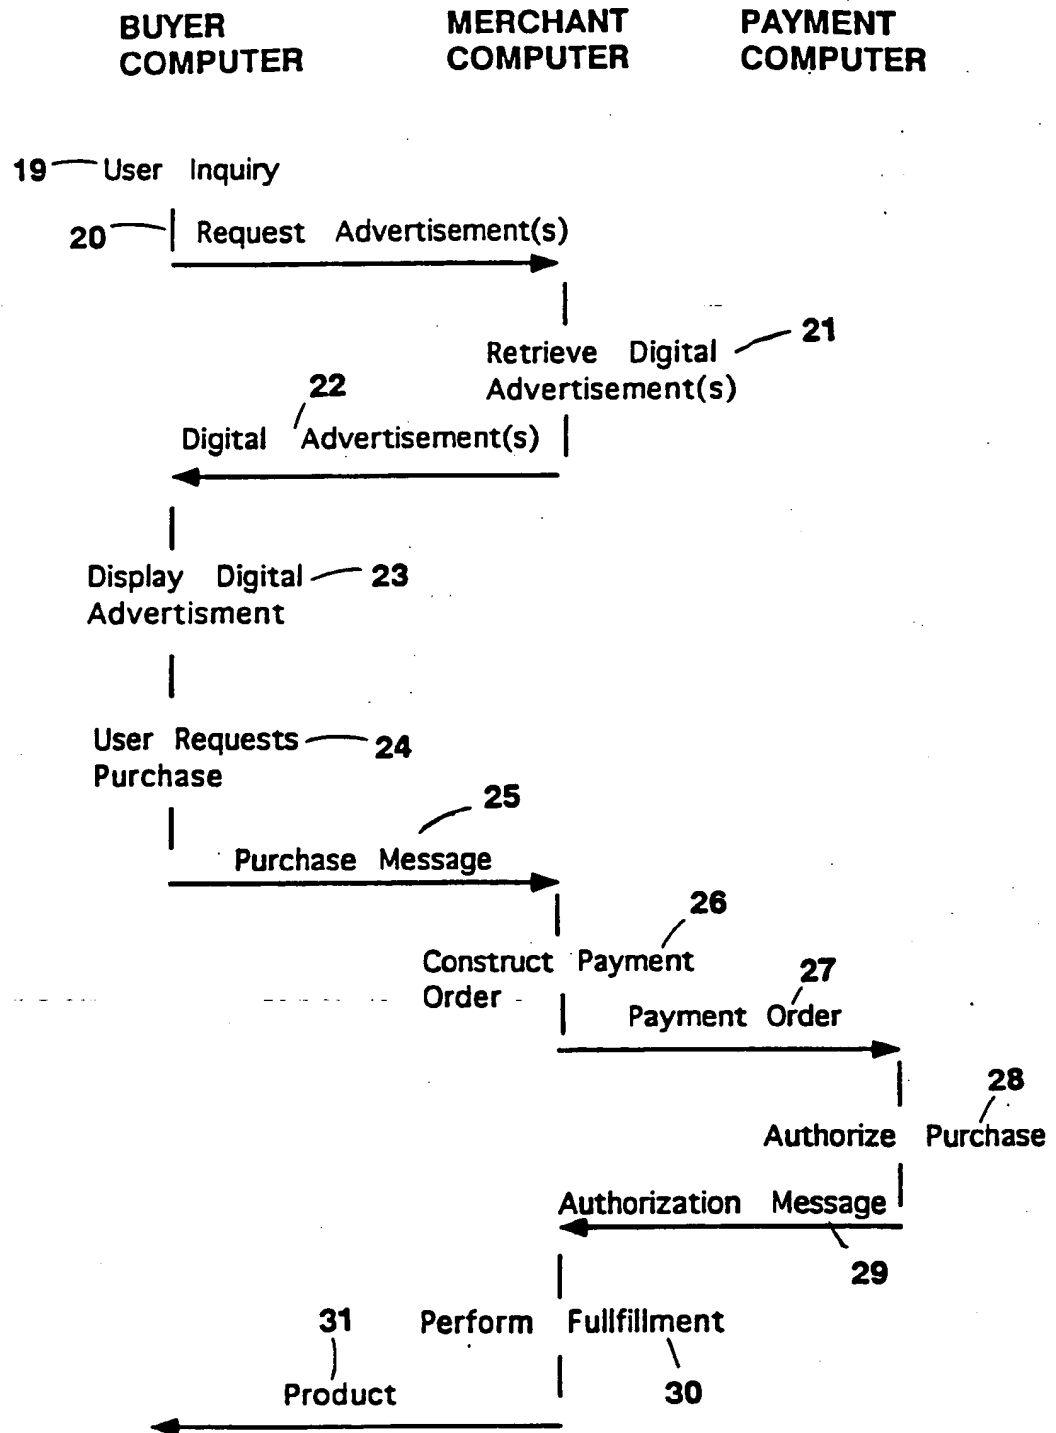 BUYER
COMPUTER
MERCHANT
COMPUTER
PAYMENT
COMPUTER
19 User Inquiry
20 Request Advertisement(s)
21
Retrieve Digital
Advertisement(s)
22
Digital Advertisement(s)
Display Digital 23
Advertisment
User Requests 24
Purchase
25
Purchase Message
26
Construct Payment
Order
27
Payment Order
28
Authorize Purchase
Authorization Message
29
31 Perform Fullfillment
30
Product